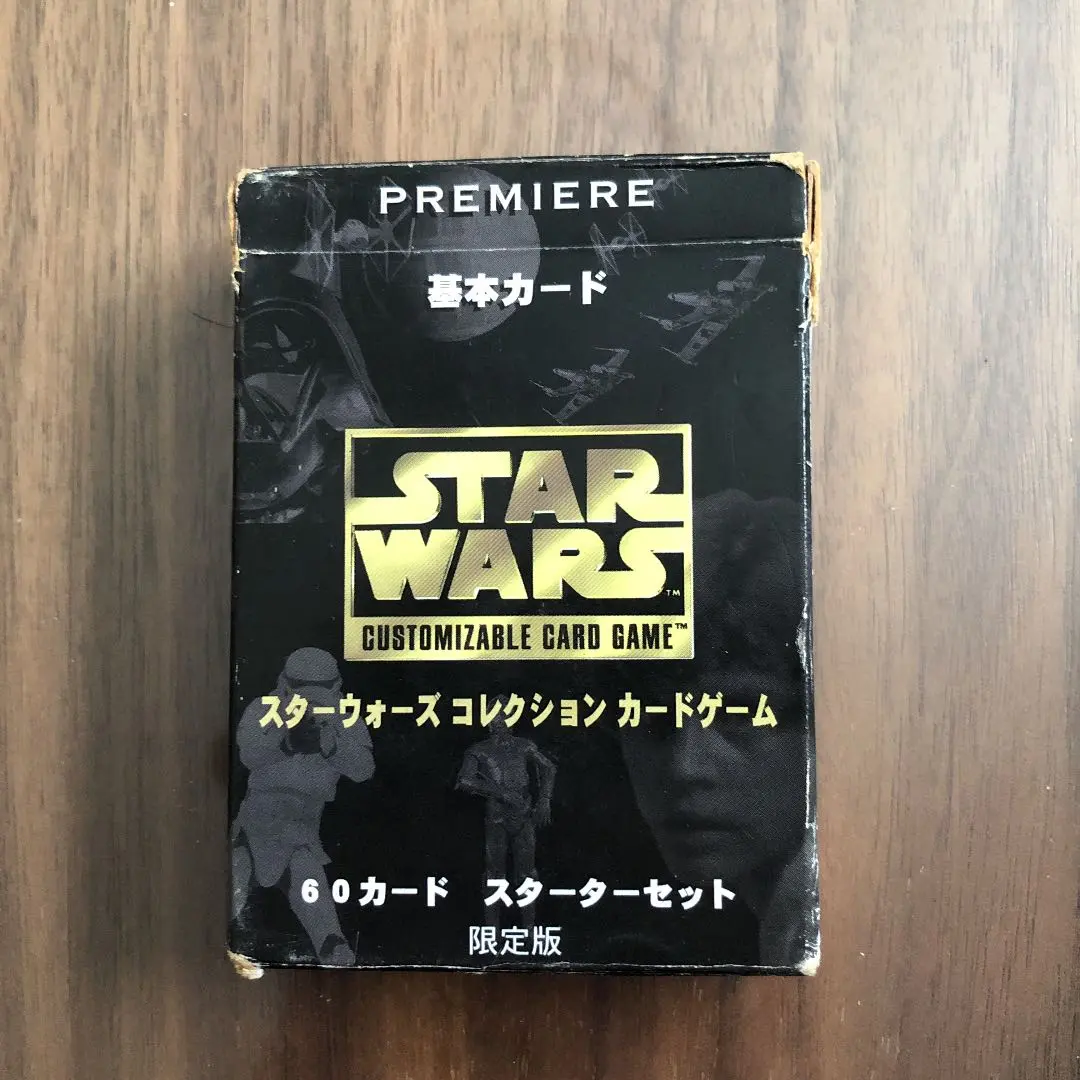 PREMIERE
基本カード
STAR
WARS™
CUSTOMIZABLE CARD GAME™
スターウォーズ コレクション カードゲーム
60カード スターターセット
限定版